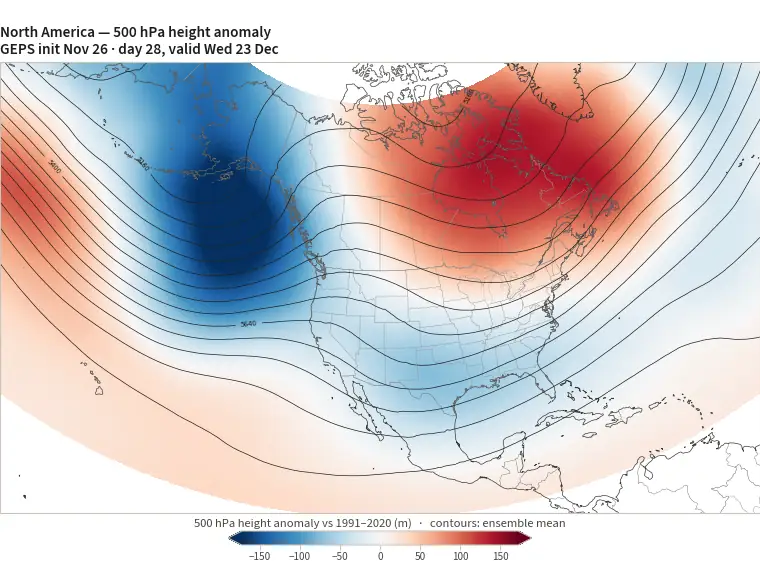 North America — 500 hPa height anomaly
GEPS init Nov 26 · day 28, valid Wed 23 Dec
5640
500 hPa height anomaly vs 1991–2020 (m) · contours: ensemble mean
−150 −100 −50 0 50 100 150